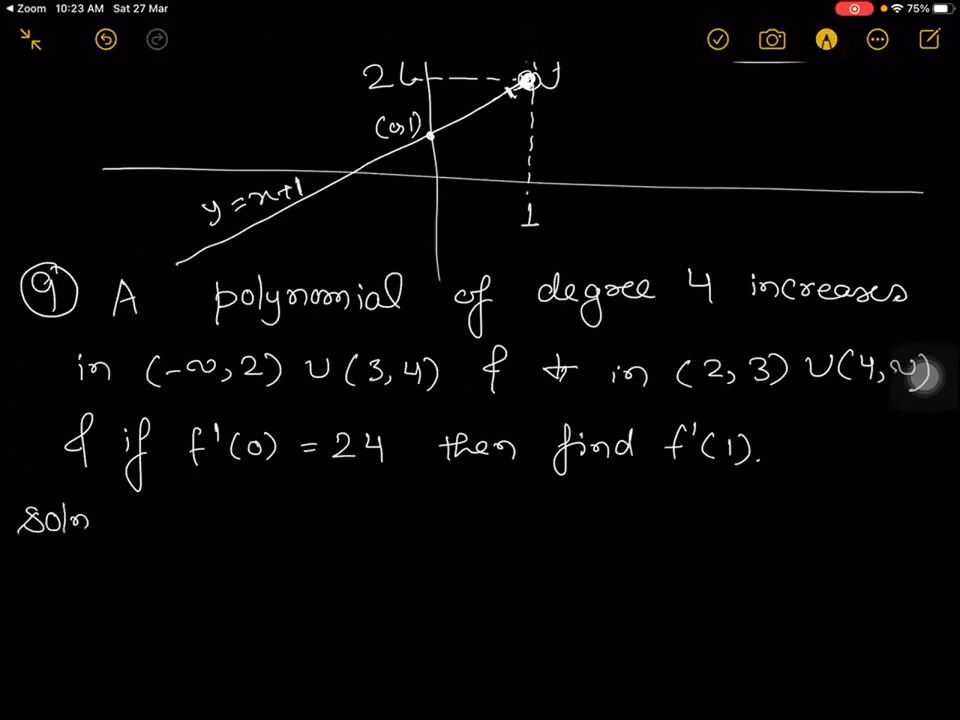 Zoom 10:23 AM Sat 27 Mar 75%
2
(0,1)
y = x+1
1
9 A polynomial of degree 4 increases
in (-∞, 2) ∪ (3, 4) & ↓ in (2, 3) ∪ (4, ∞)
& if f'(0) = 24 then find f'(1).
Soln